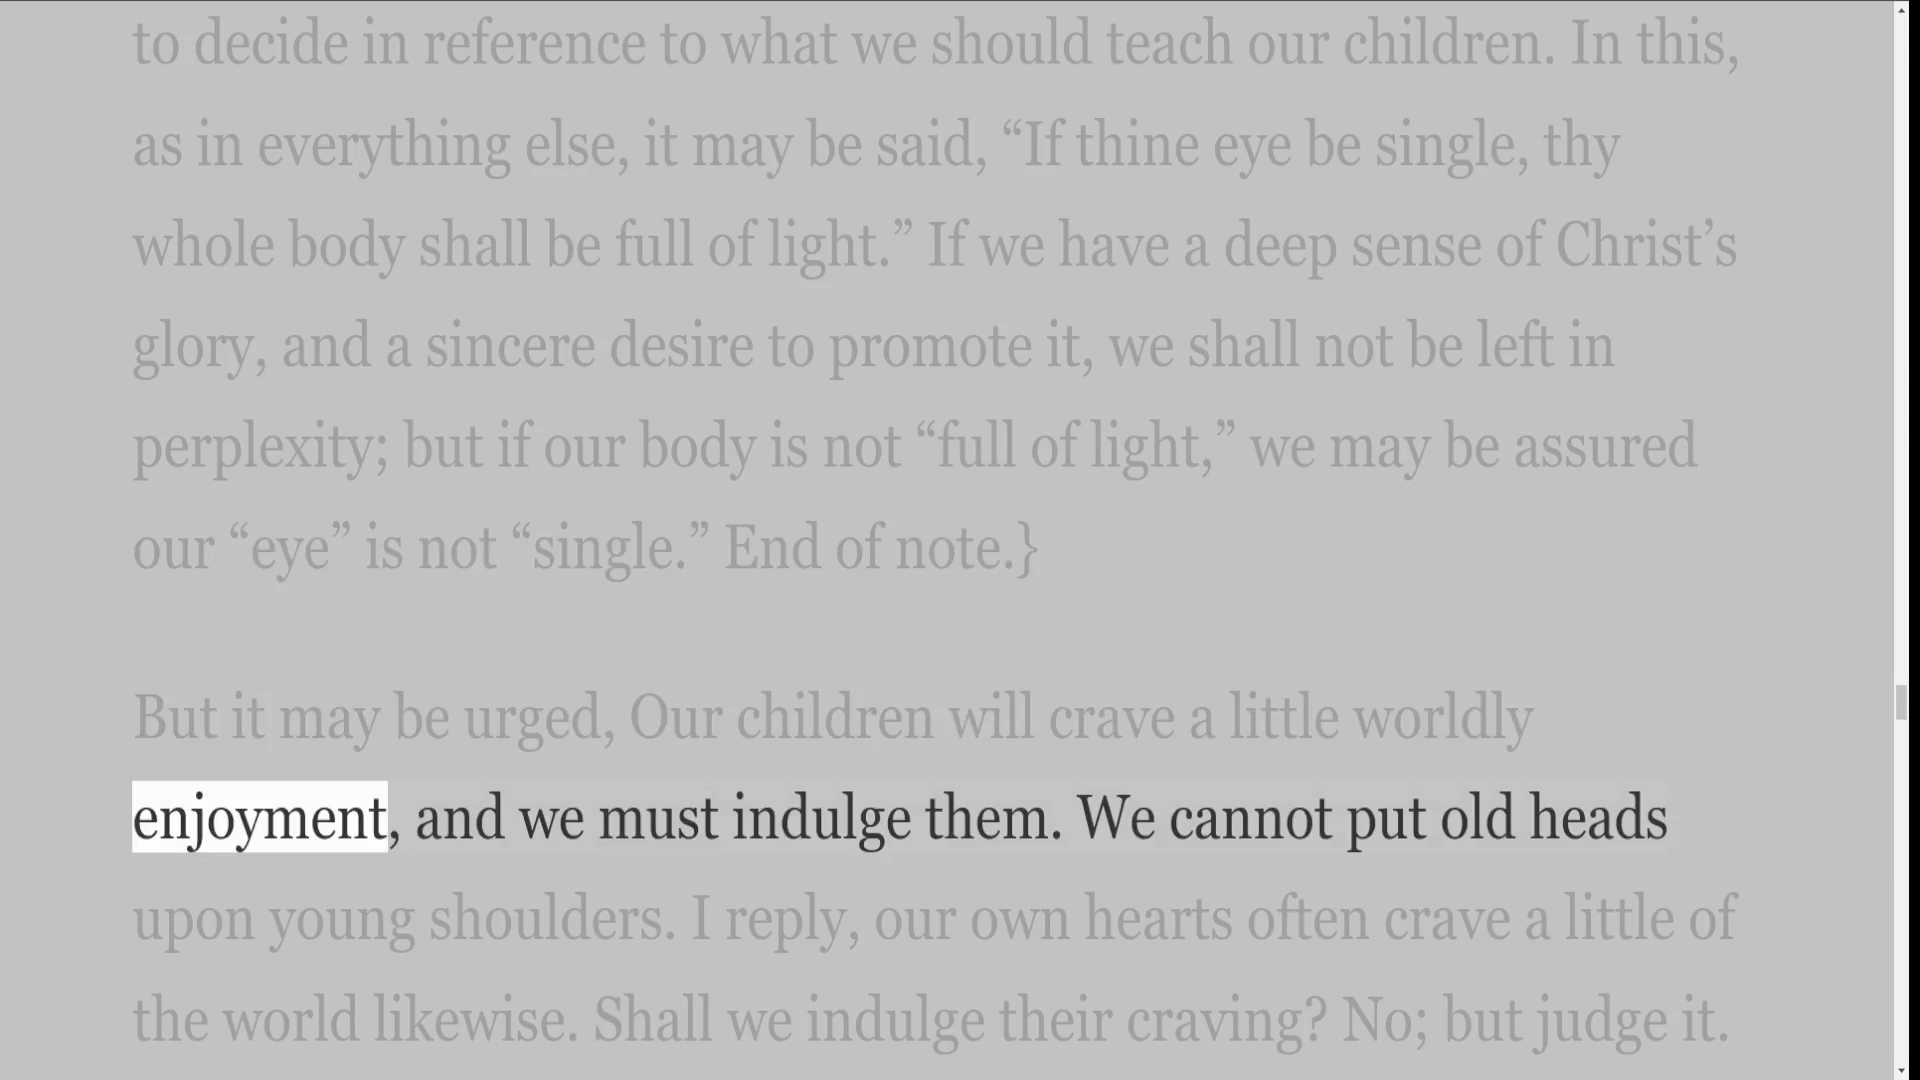 to decide in reference to what we should teach our children. In this,
as in everything else, it may be said, “If thine eye be single, thy
whole body shall be full of light.” If we have a deep sense of Christ’s
glory, and a sincere desire to promote it, we shall not be left in
perplexity; but if our body is not “full of light,” we may be assured
our “eye” is not “single.” End of note.}
But it may be urged, Our children will crave a little worldly
enjoyment, and we must indulge them. We cannot put old heads
upon young shoulders. I reply, our own hearts often crave a little of
the world likewise. Shall we indulge their craving? No; but judge it.